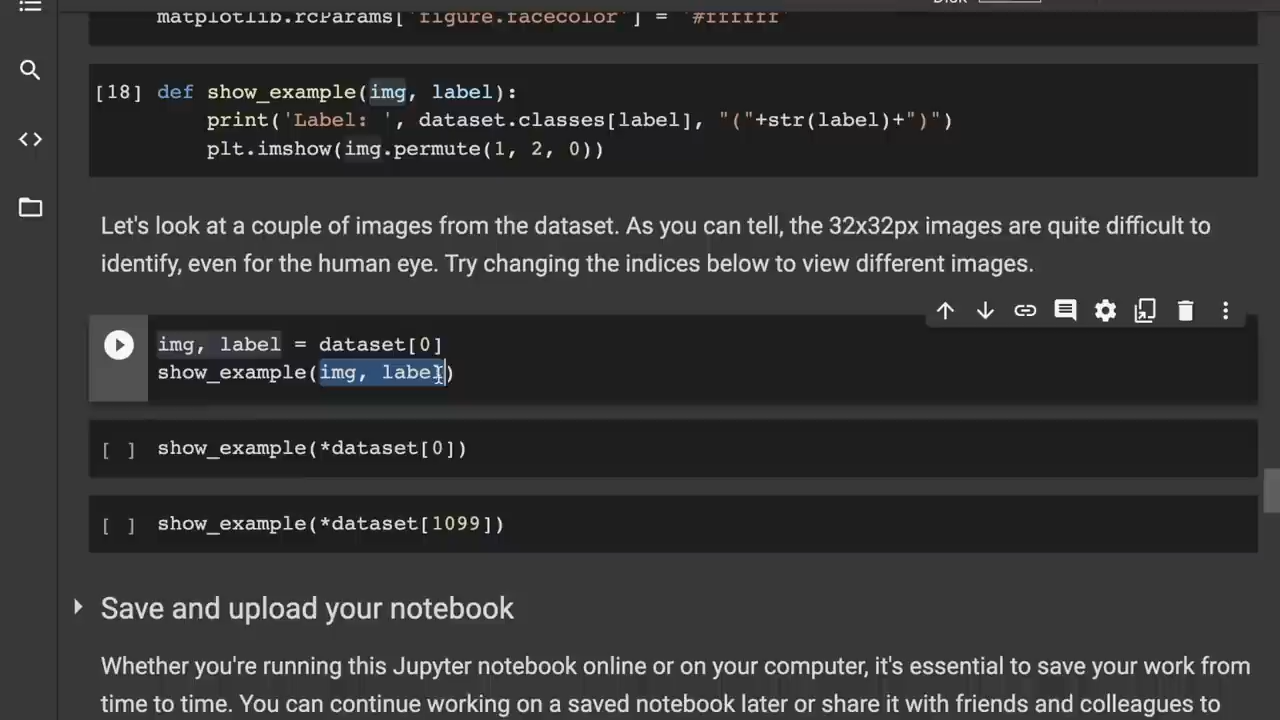 matplotlib.rcParams['figure.facecolor'] = '#ffffff'
[18] def show_example(img, label):
print('Label: ', dataset.classes[label], "("+str(label)+")")
plt.imshow(img.permute(1, 2, 0))
Let's look at a couple of images from the dataset. As you can tell, the 32x32px images are quite difficult to
identify, even for the human eye. Try changing the indices below to view different images.
img, label = dataset[0]
show_example(img, label)
[ ] show_example(*dataset[0])
[ ] show_example(*dataset[1099])
Save and upload your notebook
Whether you're running this Jupyter notebook online or on your computer, it's essential to save your work from
time to time. You can continue working on a saved notebook later or share it with friends and colleagues to